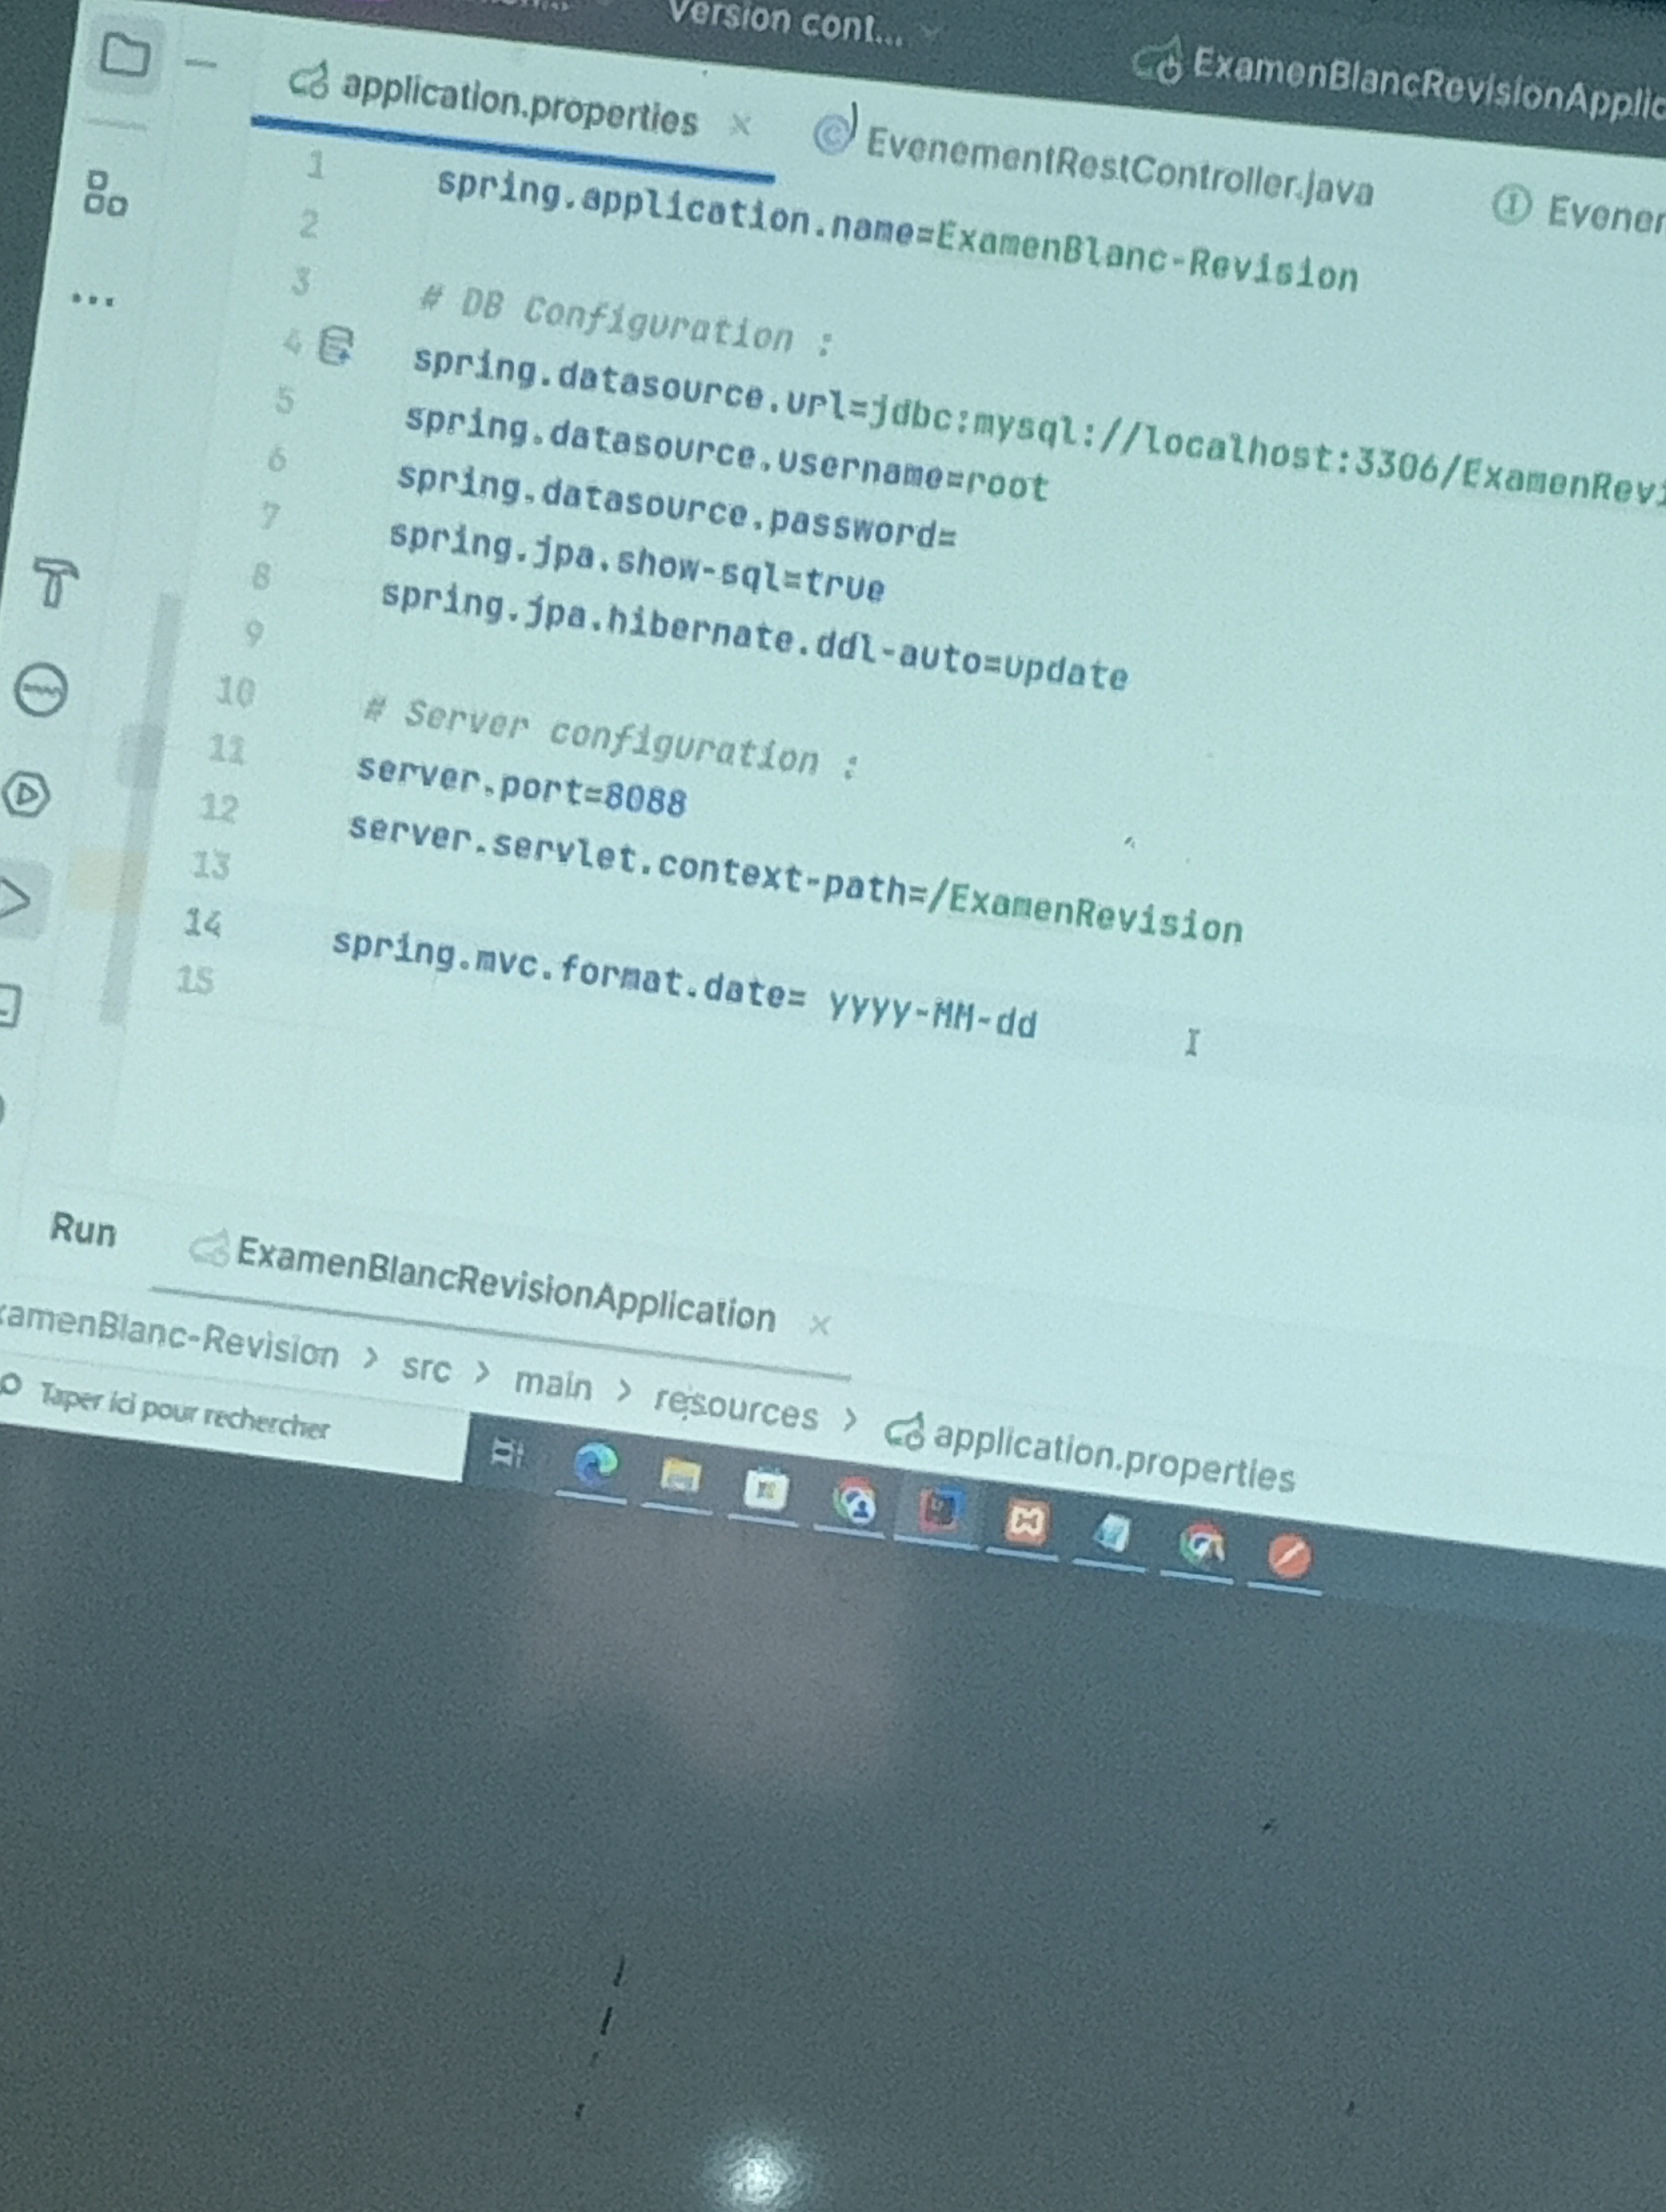 Version cont...
ExamenBlancRevisionApplic
application.properties
EvenementRestController.java
Evener
1 spring.application.name=ExamenBlanc-Revision
2
3 # DB Configuration :
4 spring.datasource.url=jdbc:mysql://localhost:3306/ExamenRevi
5 spring.datasource.username=root
6 spring.datasource.password=
7 spring.jpa.show-sql=true
8 spring.jpa.hibernate.ddl-auto=update
9
10 # Server configuration :
11 server.port=8088
12 server.servlet.context-path=/ExamenRevision
13
14 spring.mvc.format.date= yyyy-MM-dd
15
Run ExamenBlancRevisionApplication
xamenBlanc-Revision > src > main > resources > application.properties
Taper ici pour rechercher